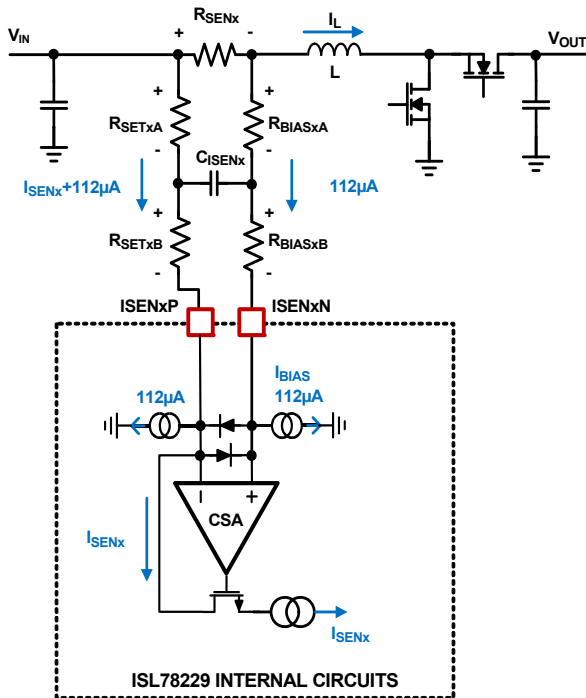 RSENx
+ -
IL
VIN
VOUT
L
+ +
RSETxA
RBIASxA
- -
CISENx
ISENx+112µA
112µA
+ +
RSETxB
RBIASxB
- -
ISENxP
ISENxN
IBIAS
112µA
112µA
- +
CSA
ISENx
ISENx
ISL78229 INTERNAL CIRCUITS